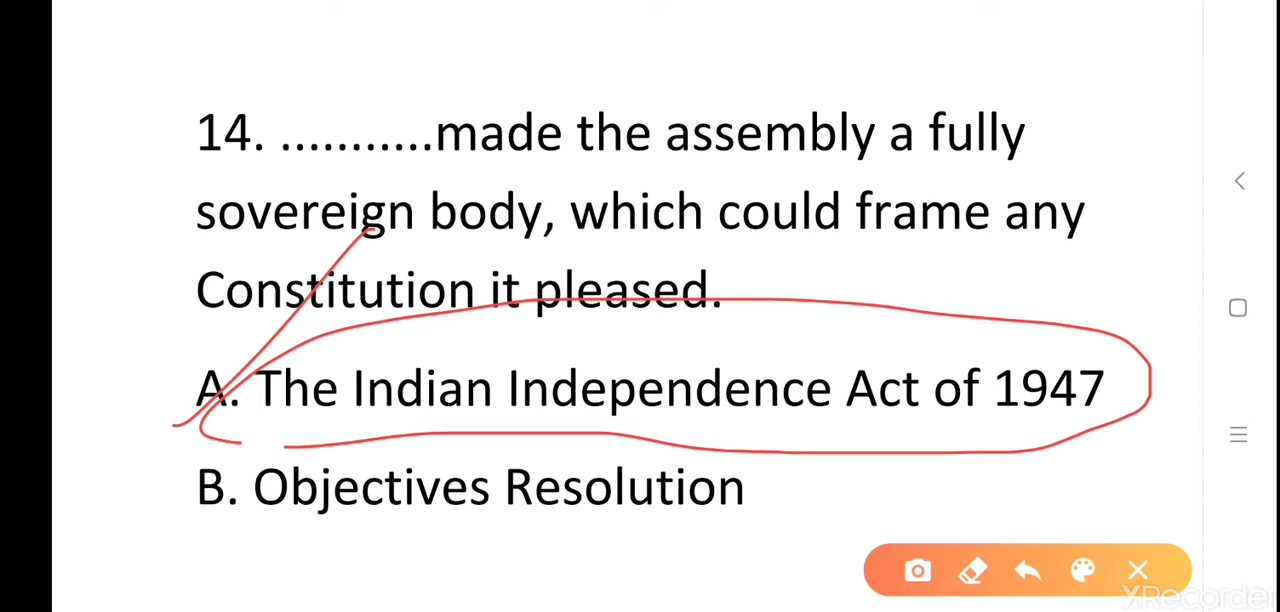 14. ...........made the assembly a fully
sovereign body, which could frame any
Constitution it pleased.
A. The Indian Independence Act of 1947
B. Objectives Resolution
XRecorder